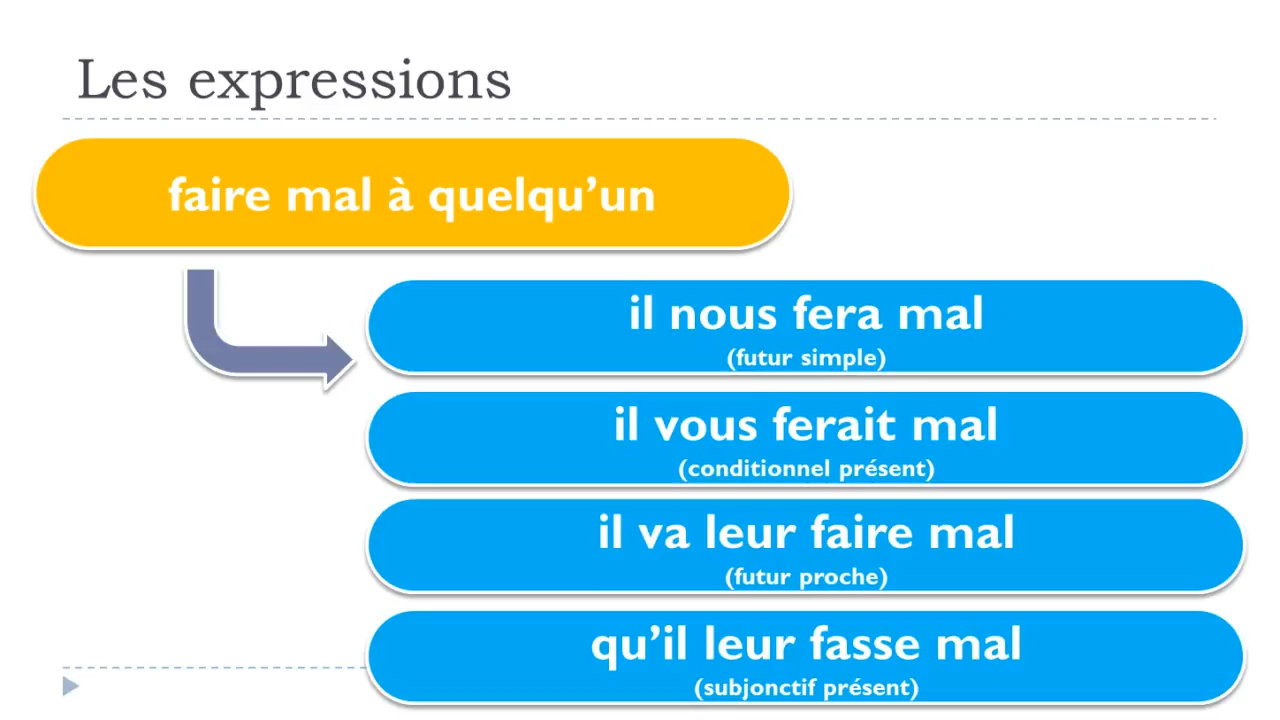 Les expressions
faire mal à quelqu’un
il nous fera mal
(futur simple)
il vous ferait mal
(conditionnel présent)
il va leur faire mal
(futur proche)
qu’il leur fasse mal
(subjonctif présent)